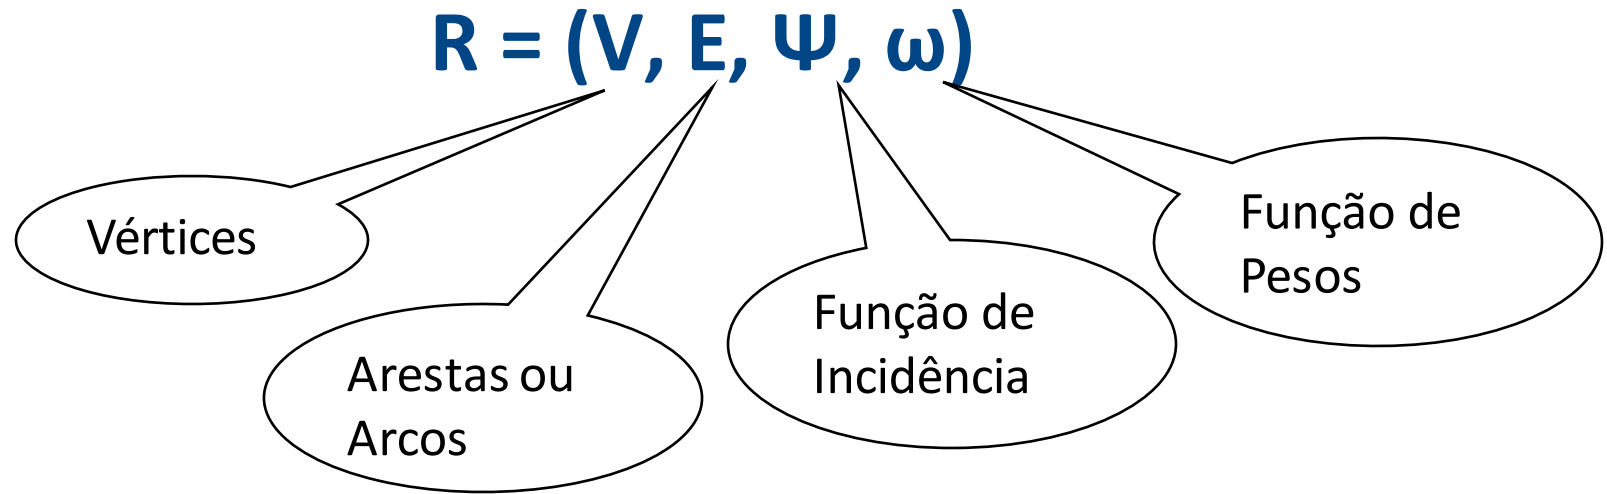 R = (V, E, Ψ, ω)
Vértices
Arestas ou
Arcos
Função de
Incidência
Função de
Pesos